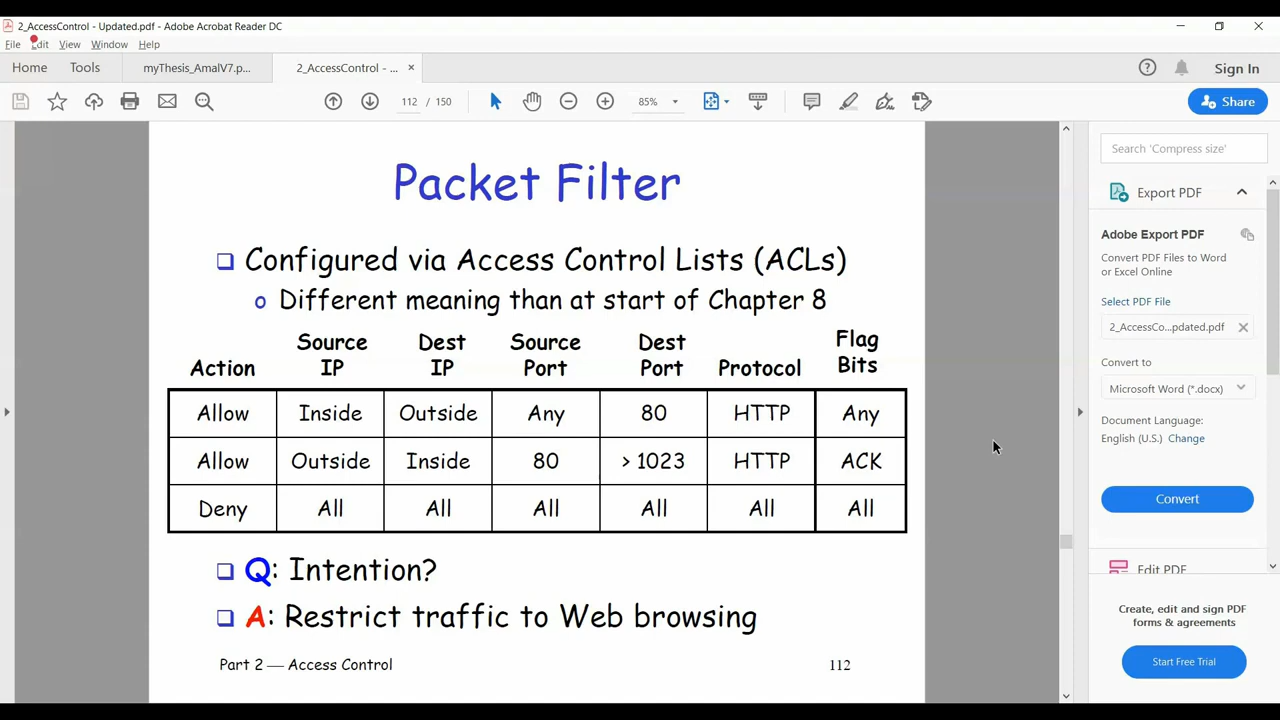 2_AccessControl - Updated.pdf - Adobe Acrobat Reader DC
File Edit View Window Help
Home Tools myThesis_AmalV7.p... 2_AccessControl - ... × Sign In
112 / 150 85% Share
Packet Filter
Configured via Access Control Lists (ACLs)
o Different meaning than at start of Chapter 8
Action Source IP Dest IP Source Port Dest Port Protocol Flag Bits
Allow Inside Outside Any 80 HTTP Any
Allow Outside Inside 80 > 1023 HTTP ACK
Deny All All All All All All
Q: Intention?
A: Restrict traffic to Web browsing
Part 2 — Access Control 112
Search 'Compress size'
Export PDF
Adobe Export PDF
Convert PDF Files to Word
or Excel Online
Select PDF File
2_AccessCo...pdated.pdf
Convert to
Microsoft Word (*.docx)
Document Language:
English (U.S.) Change
Convert
Edit PDF
Create, edit and sign PDF
forms & agreements
Start Free Trial